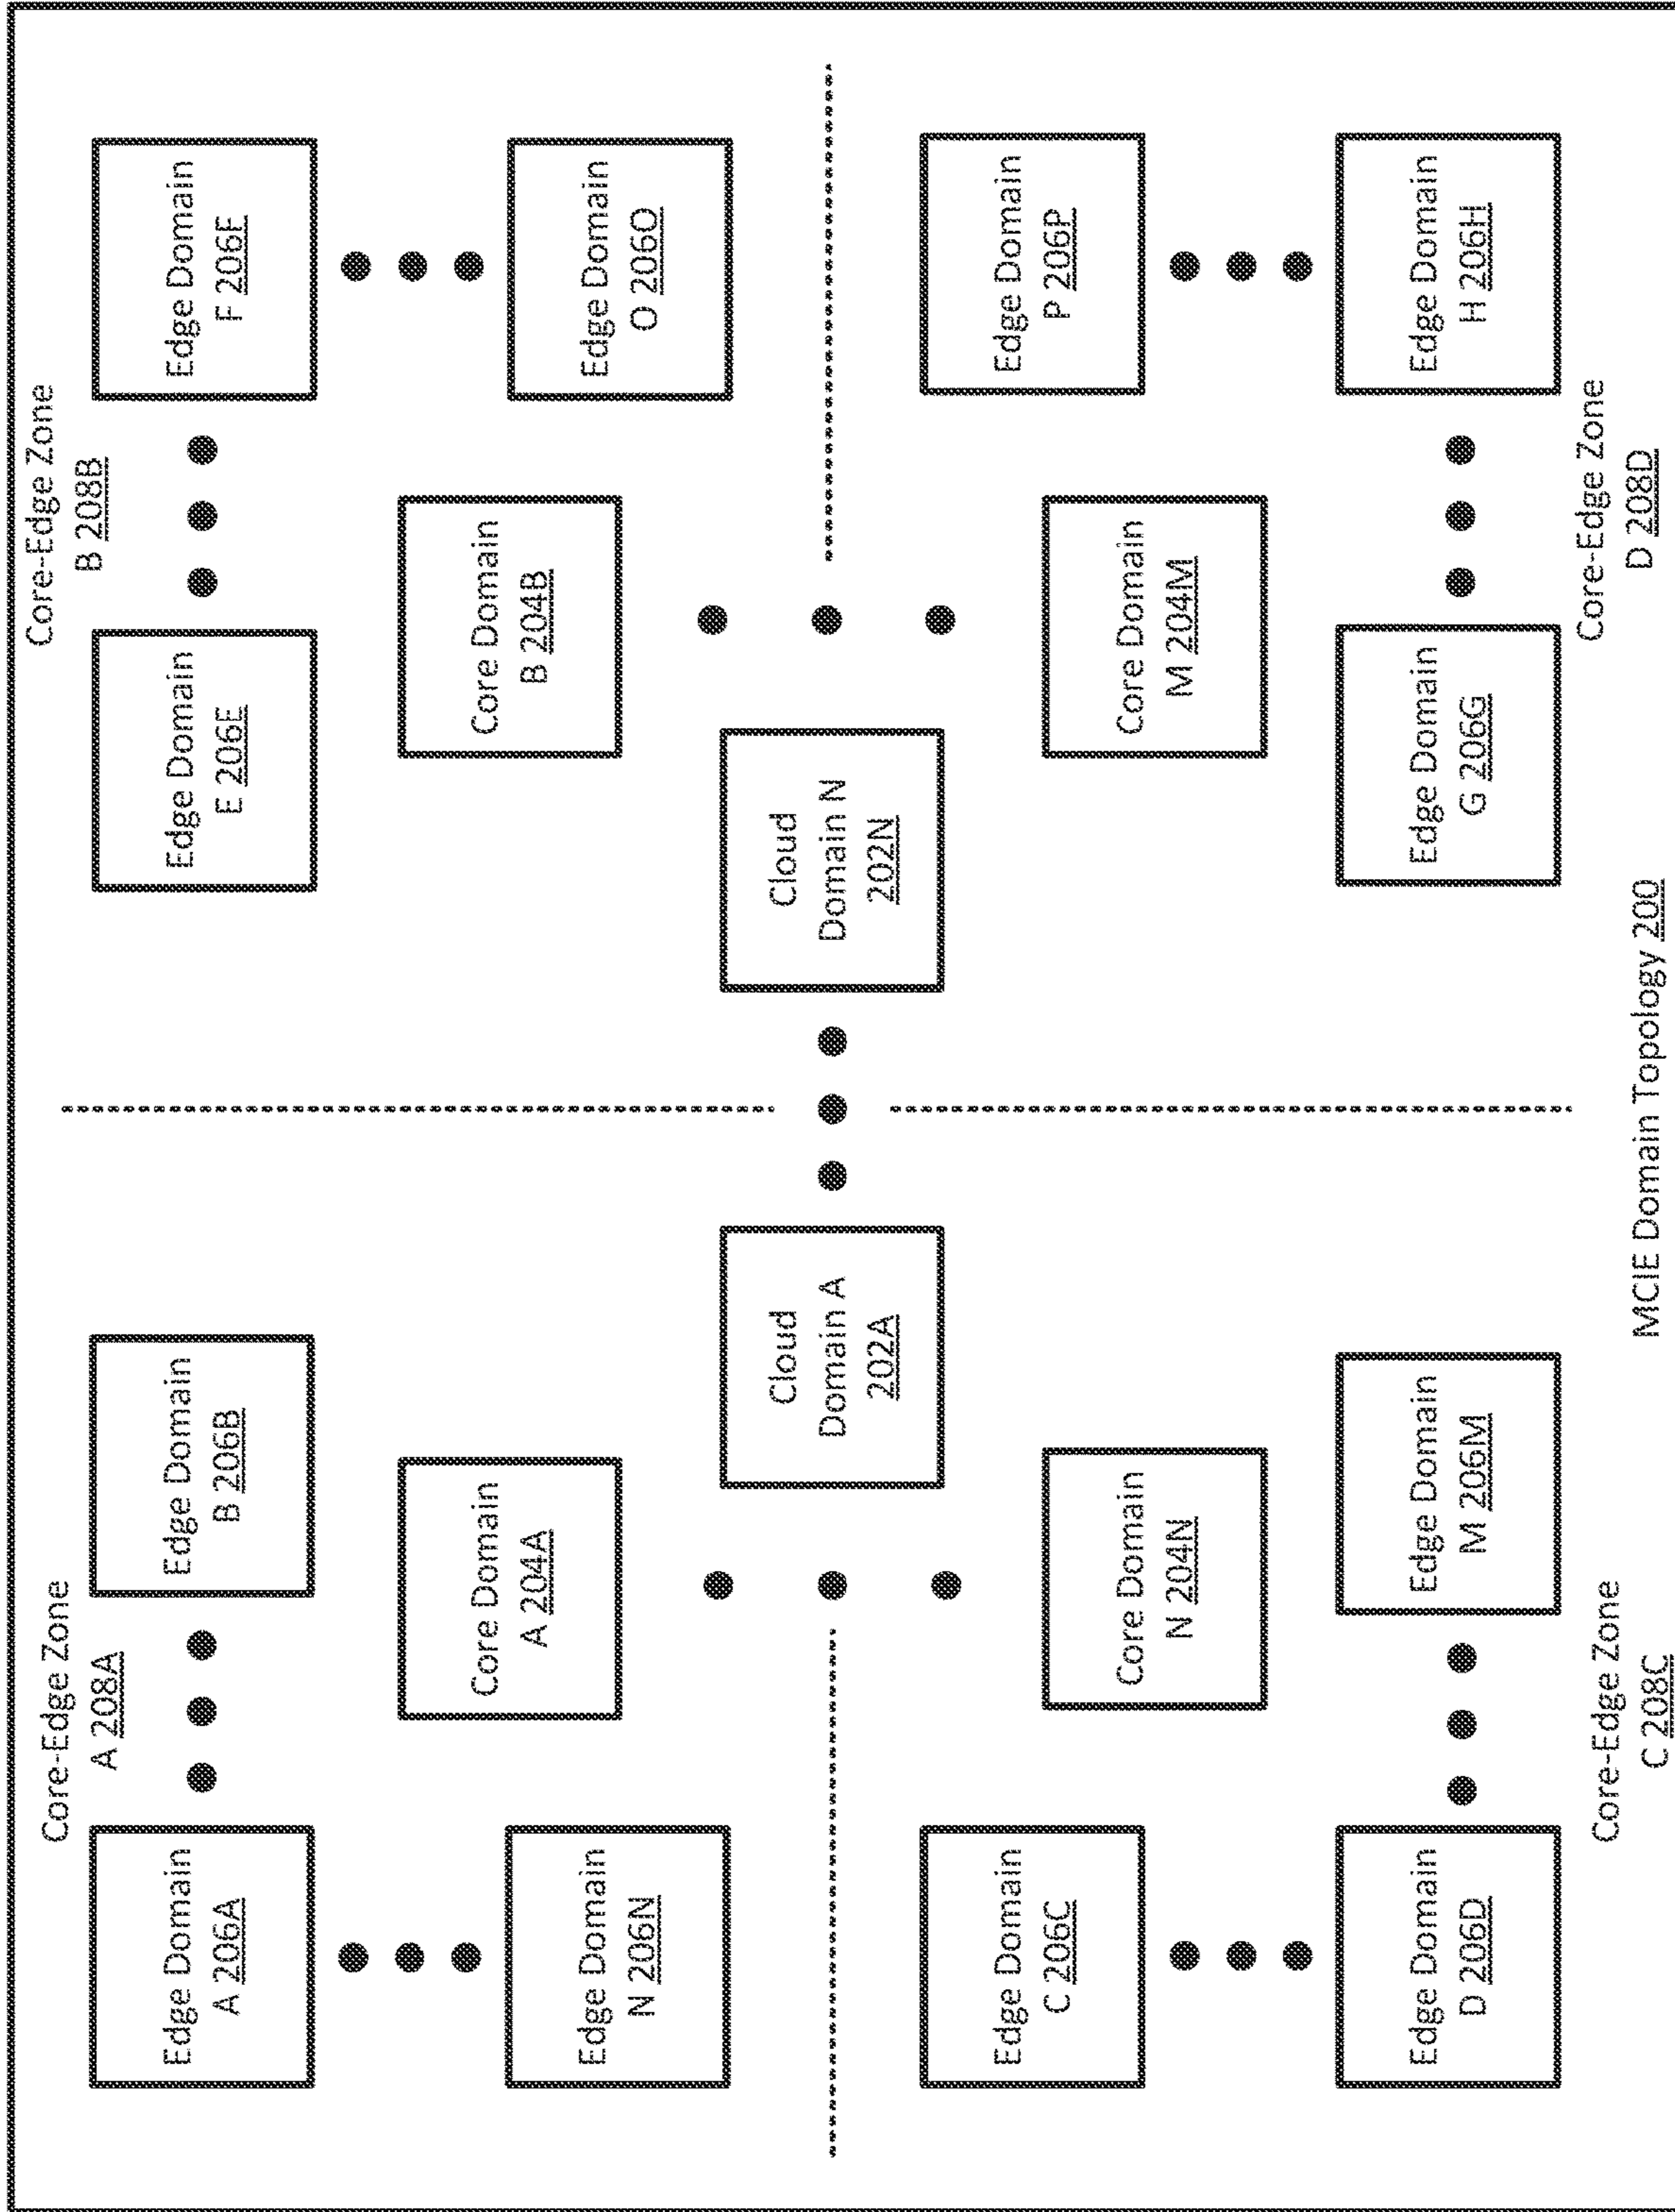 Core-Edge Zone
A 208A
Core-Edge Zone
B 208B
Edge Domain
A 206A
Edge Domain
B 206B
Edge Domain
E 206E
Edge Domain
F 206F
Core Domain
A 204A
Core Domain
B 204B
Edge Domain
N 206N
Edge Domain
O 206O
Cloud
Domain A
202A
Cloud
Domain N
202N
Edge Domain
C 206C
Edge Domain
P 206P
Core Domain
N 204N
Core Domain
M 204M
Edge Domain
D 206D
Edge Domain
M 206M
Edge Domain
G 206G
Edge Domain
H 206H
Core-Edge Zone
C 208C
Core-Edge Zone
D 208D
MCIE Domain Topology 200